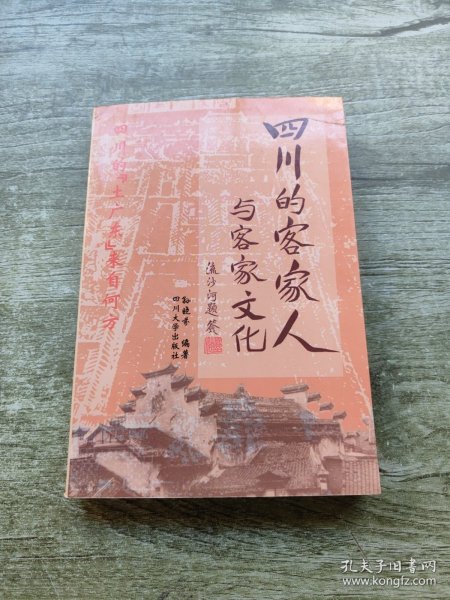 四川的客家人
与客家文化
流沙河题签
孙晓芬 编著
四川大学出版社
四川的“土广东”来自何方
孔夫子旧书网
www.kongfz.com